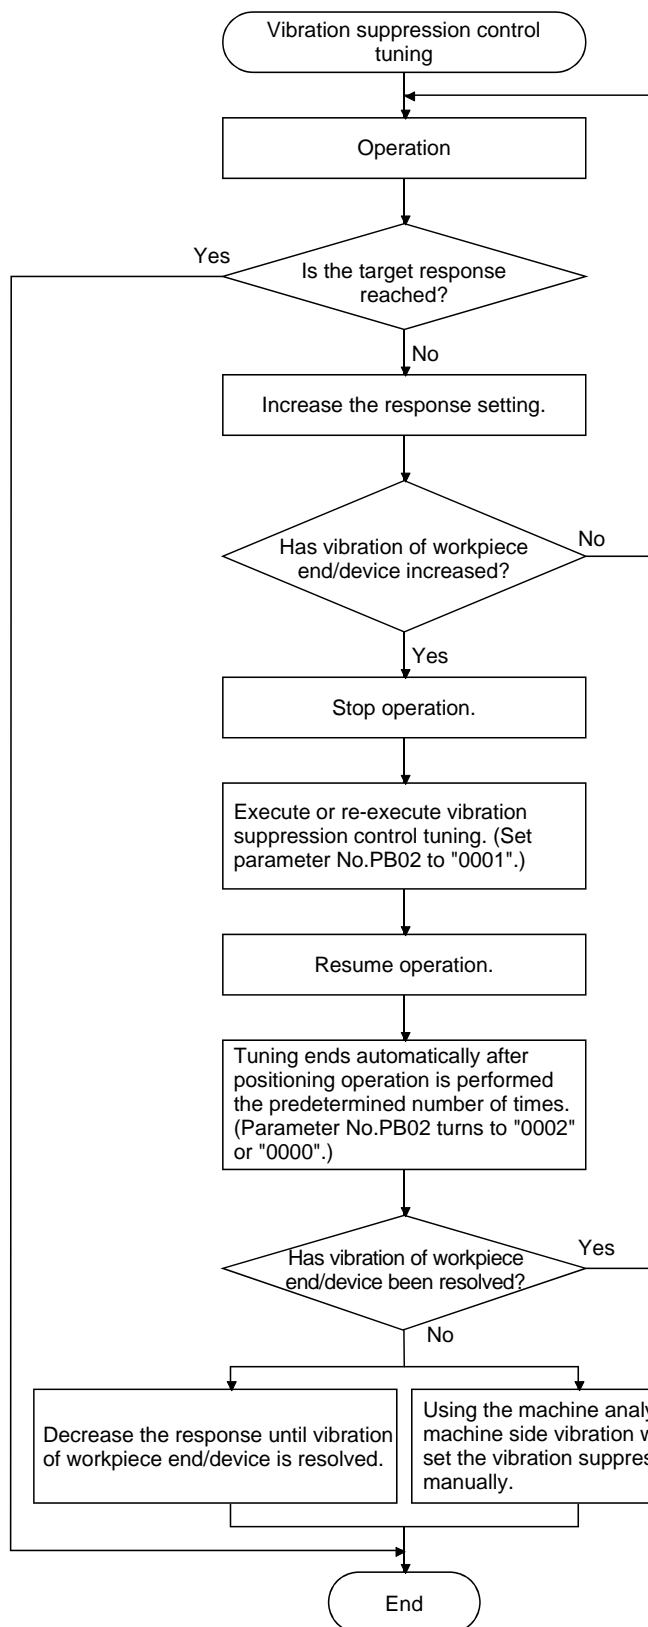 Vibration suppression control
tuning
Operation
Yes
Is the target response
reached?
No
Increase the response setting.
Has vibration of workpiece
end/device increased?
No
Yes
Stop operation.
Execute or re-execute vibration
suppression control tuning. (Set
parameter No.PB02 to "0001".)
Resume operation.
Tuning ends automatically after
positioning operation is performed
the predetermined number of times.
(Parameter No.PB02 turns to "0002"
or "0000".)
Has vibration of workpiece
end/device been resolved?
Yes
No
Decrease the response until vibration
of workpiece end/device is resolved.
Using the machine
machine side vibration
set the vibration
manually.
End